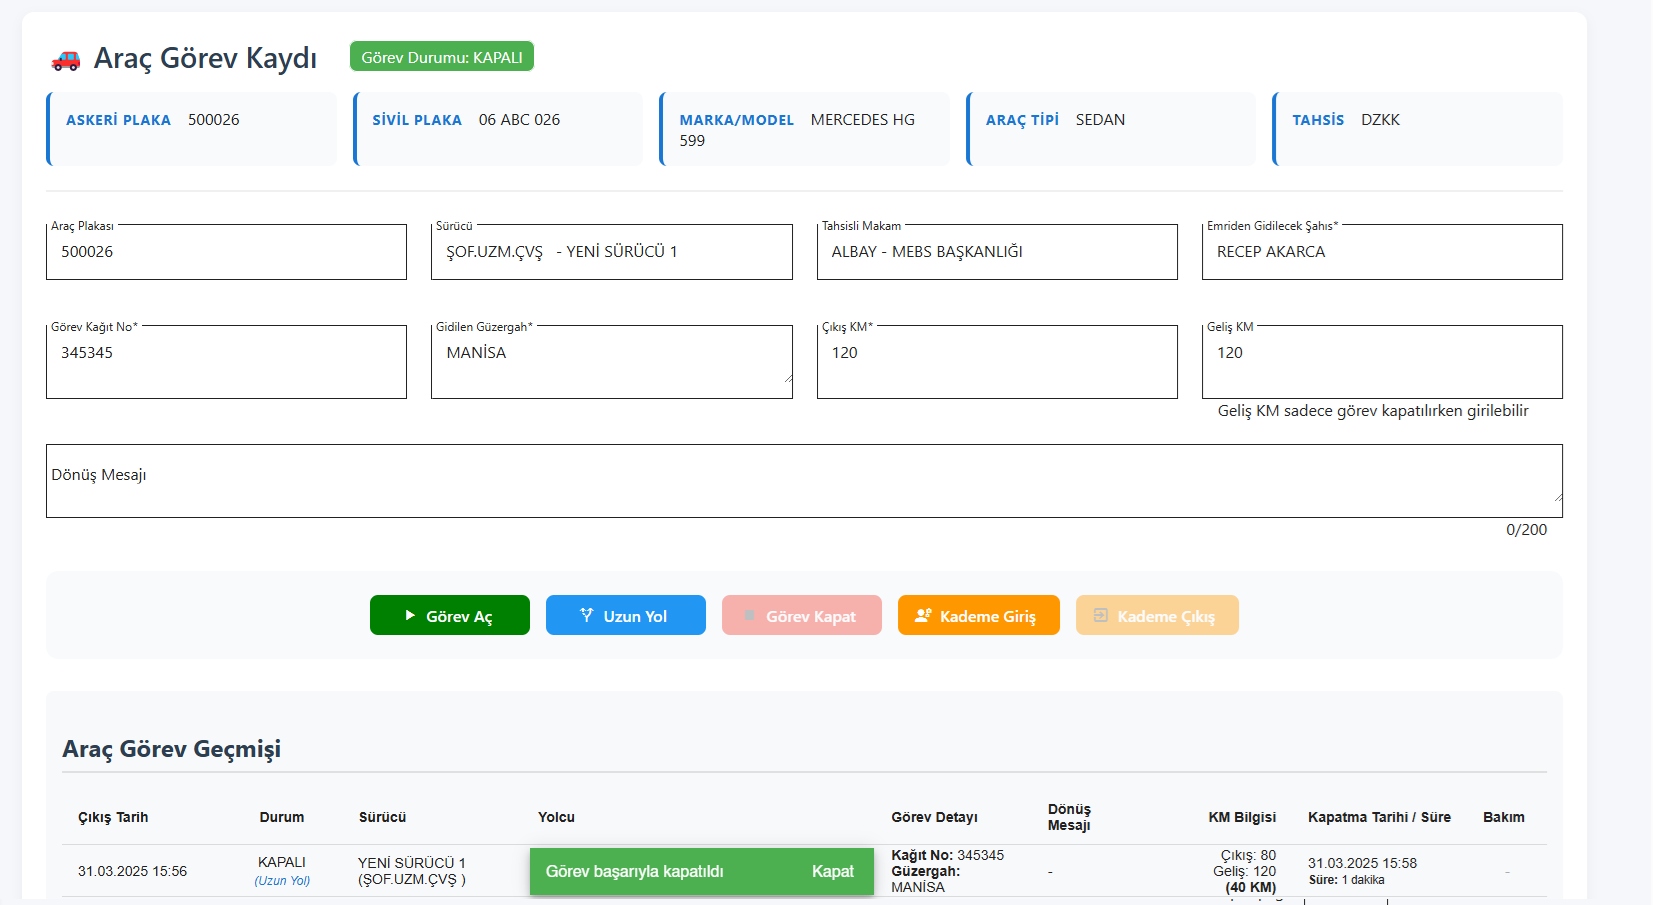 Araç Görev Kaydı
Görev Durumu: KAPALI
ASKERİ PLAKA 500026
SİVİL PLAKA 06 ABC 026
MARKA/MODEL MERCEDES HG
599
ARAÇ TİPİ SEDAN
TAHSİS DZKK
Araç Plakası
500026
Sürücü
ŞOF.UZM.ÇVŞ - YENİ SÜRÜCÜ 1
Tahsisli Makam
ALBAY - MEBS BAŞKANLIĞI
Emriden Gidilecek Şahıs*
RECEP AKARCA
Görev Kağıt No*
345345
Gidilen Güzergah*
MANİSA
Çıkış KM*
120
Geliş KM
120
Geliş KM sadece görev kapatılırken girilebilir
Dönüş Mesajı
0/200
Görev Aç
Uzun Yol
Görev Kapat
Kademe Giriş
Kademe Çıkış
Araç Görev Geçmişi
Çıkış Tarih
Durum
Sürücü
Yolcu
Görev Detayı
Dönüş
Mesajı
KM Bilgisi
Kapatma Tarihi / Süre
Bakım
31.03.2025 15:56
KAPALI
(Uzun Yol)
YENİ SÜRÜCÜ 1
(ŞOF.UZM.ÇVŞ )
Görev başarıyla kapatıldı
Kapat
Kağıt No: 345345
Güzergah:
MANİSA
-
Çıkış: 80
Geliş: 120
(40 KM)
31.03.2025 15:58
Süre: 1 dakika
-